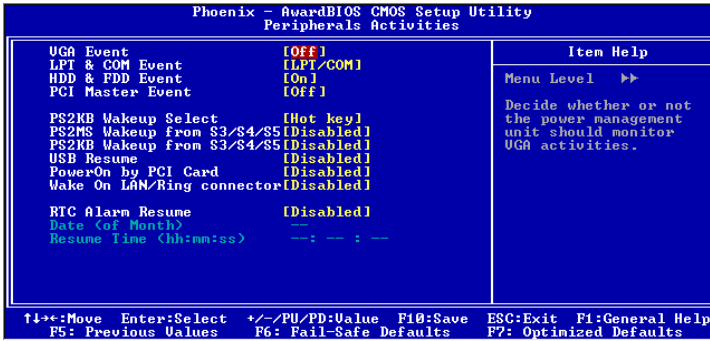 Phoenix - AwardBIOS CMOS Setup Utility
Peripherals Activities
VGA Event [Off]
LPT & COM Event [LPT/COM]
HDD & FDD Event [On]
PCI Master Event [Off]
PS2KB Wakeup Select [Hot key]
PS2MS Wakeup from S3/S4/S5[Disabled]
PS2KB Wakeup from S3/S4/S5[Disabled]
USB Resume [Disabled]
PowerOn by PCI Card [Disabled]
Wake On LAN/Ring connector[Disabled]
RTC Alarm Resume [Disabled]
Date (of Month) --
Resume Time (hh:mm:ss) --: -- : --
Item Help
Menu Level ▶▶
Decide whether or not
the power management
unit should monitor
VGA activities.
↑↓→←:Move Enter:Select +/-/PU/PD:Value F10:Save ESC:Exit F1:General Help
F5: Previous Values F6: Fail-Safe Defaults F7: Optimized Defaults